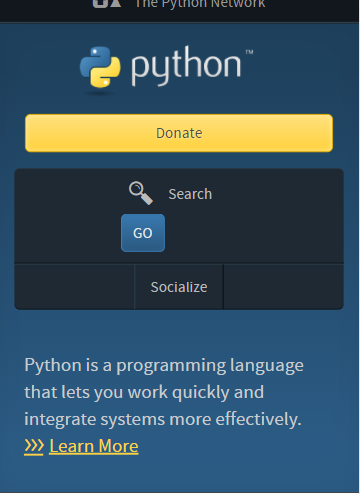 The Python Network
python™
Donate
Search
GO
Socialize
Python is a programming language
that lets you work quickly and
integrate systems more effectively.
Learn More